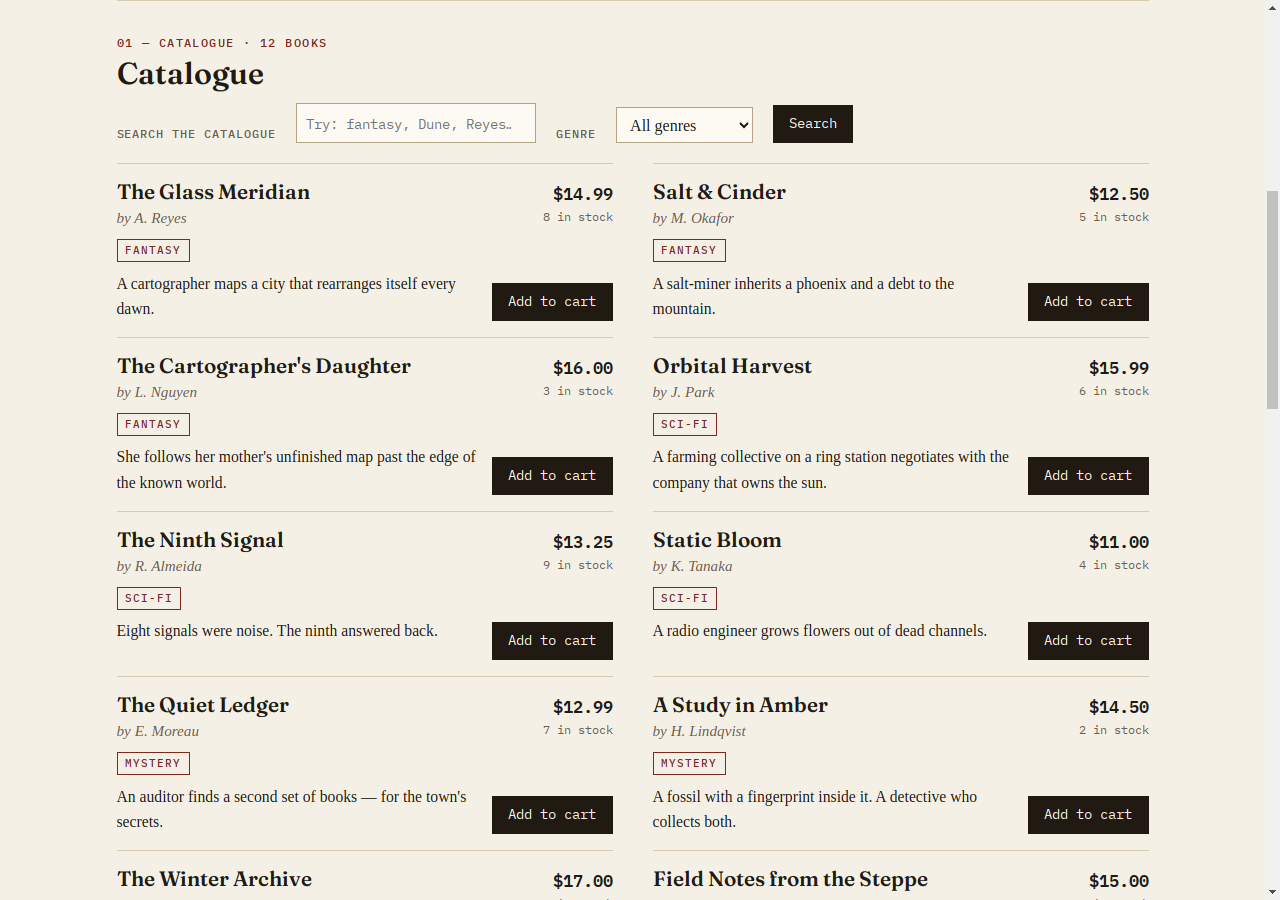 01 — CATALOGUE · 12 BOOKS
Catalogue
SEARCH THE CATALOGUE
Try: fantasy, Dune, Reyes…
GENRE
All genres
Search
The Glass Meridian
$14.99
by A. Reyes
8 in stock
FANTASY
A cartographer maps a city that rearranges itself every
dawn.
Add to cart
Salt & Cinder
$12.50
by M. Okafor
5 in stock
FANTASY
A salt-miner inherits a phoenix and a debt to the
mountain.
Add to cart
The Cartographer's Daughter
$16.00
by L. Nguyen
3 in stock
FANTASY
She follows her mother's unfinished map past the edge of
the known world.
Add to cart
Orbital Harvest
$15.99
by J. Park
6 in stock
SCI-FI
A farming collective on a ring station negotiates with the
company that owns the sun.
Add to cart
The Ninth Signal
$13.25
by R. Almeida
9 in stock
SCI-FI
Eight signals were noise. The ninth answered back.
Add to cart
Static Bloom
$11.00
by K. Tanaka
4 in stock
SCI-FI
A radio engineer grows flowers out of dead channels.
Add to cart
The Quiet Ledger
$12.99
by E. Moreau
7 in stock
MYSTERY
An auditor finds a second set of books — for the town's
secrets.
Add to cart
A Study in Amber
$14.50
by H. Lindqvist
2 in stock
MYSTERY
A fossil with a fingerprint inside it. A detective who
collects both.
Add to cart
The Winter Archive
$17.00
Field Notes from the Steppe
$15.00